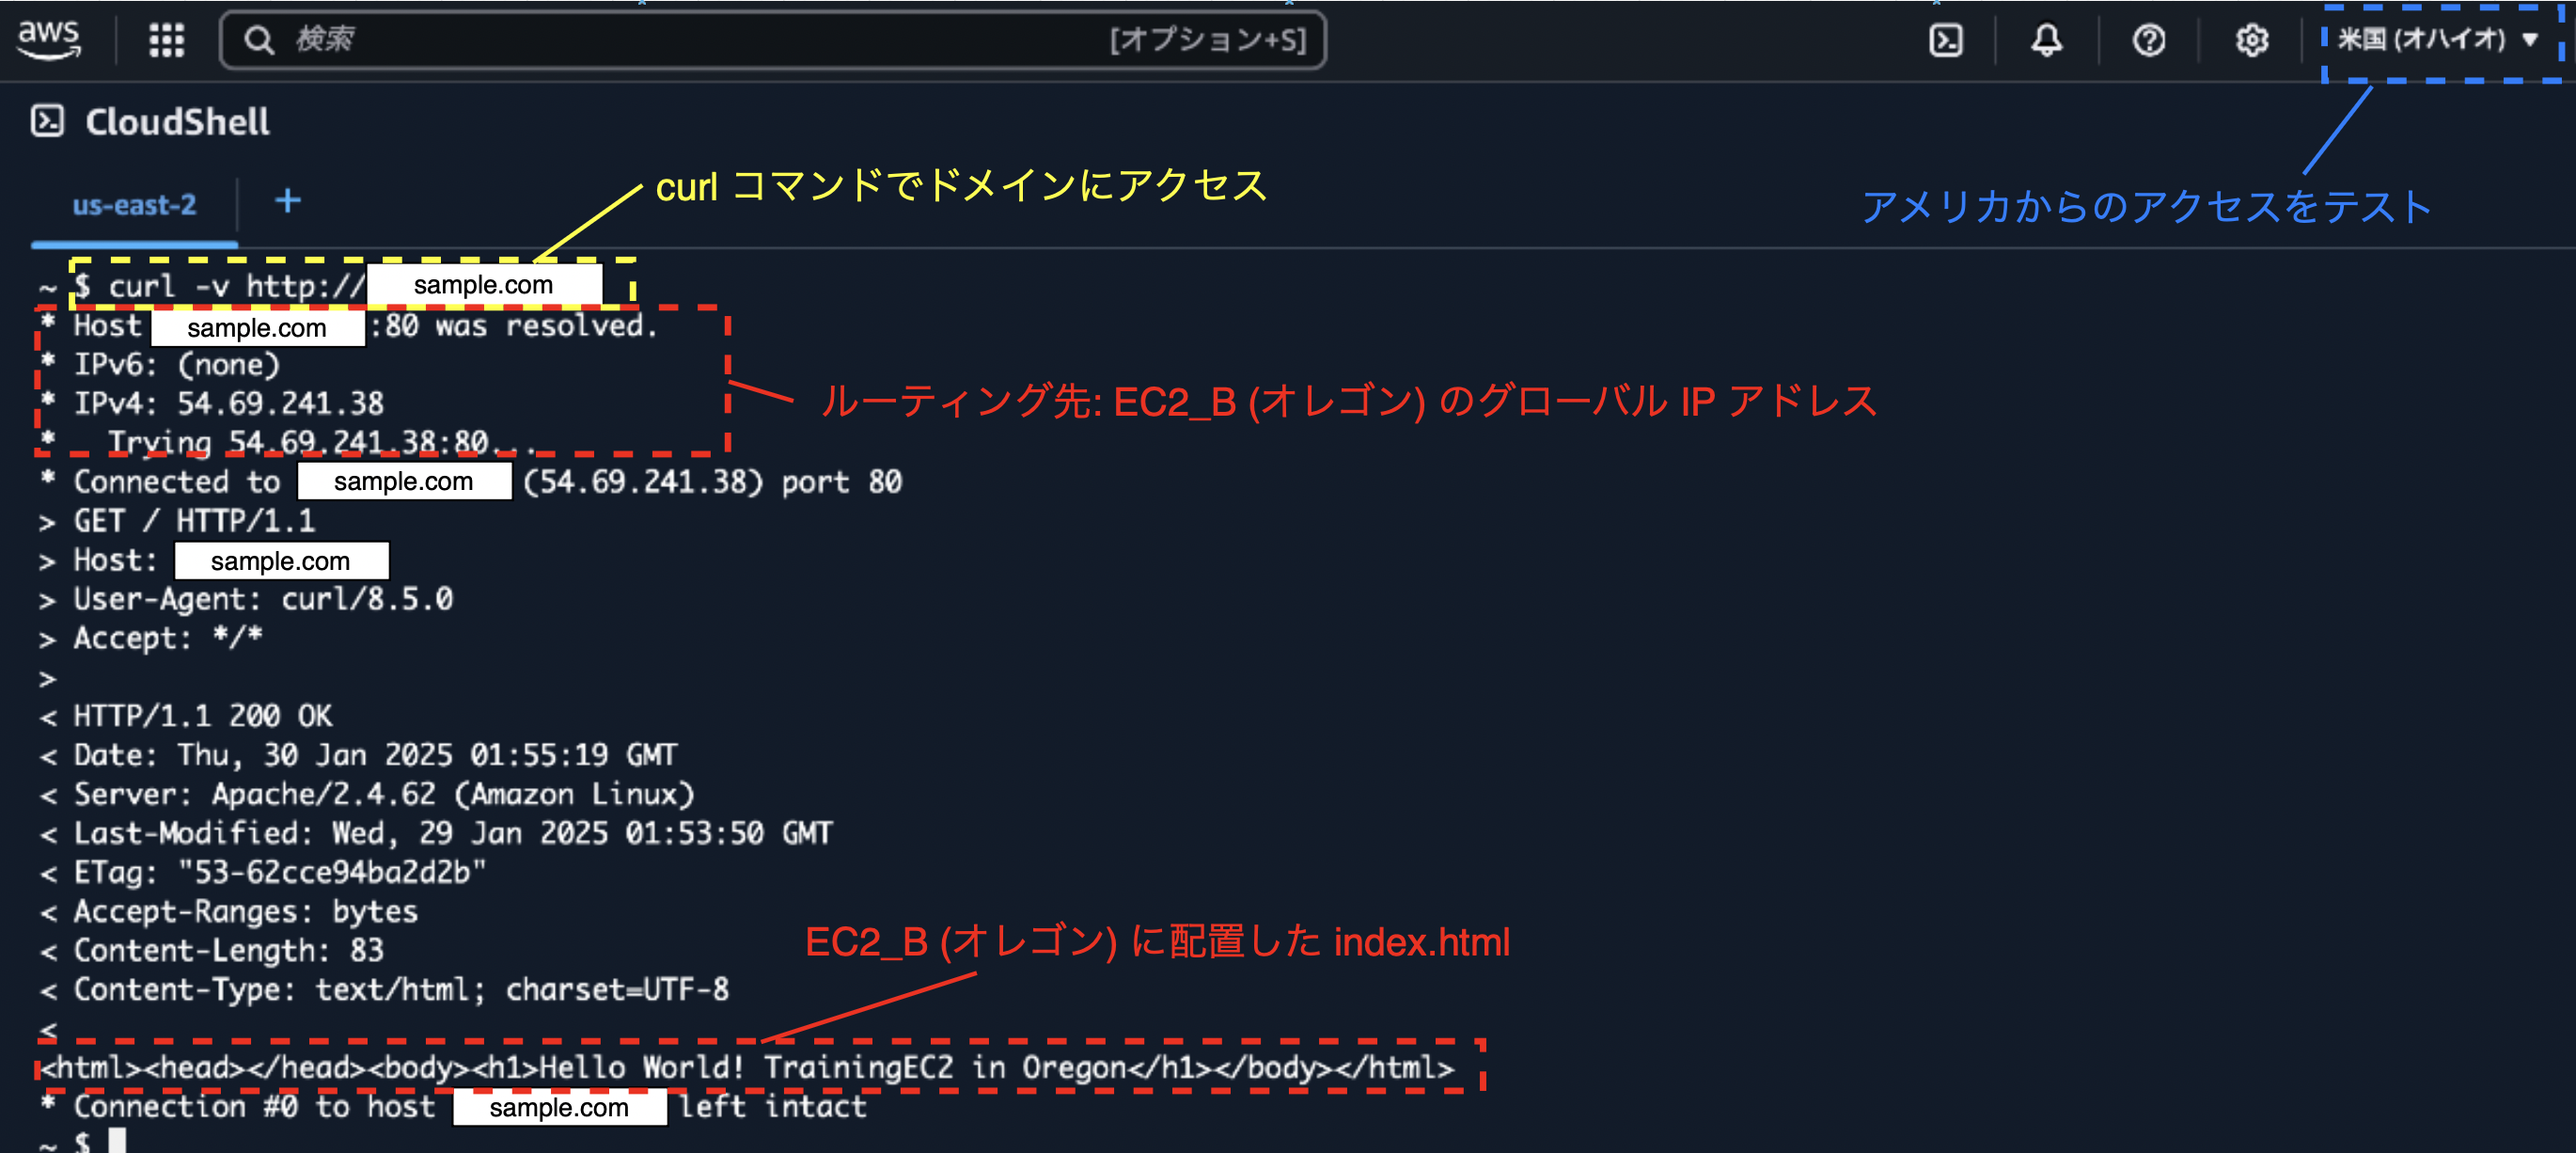 aws 検索 [オプション+S] 米国 (オハイオ) ▼
CloudShell
curl コマンドでドメインにアクセス
us-east-2 +
アメリカからのアクセスをテスト
~ $ curl -v http://sample.com
* Host sample.com:80 was resolved.
* IPv6: (none)
* IPv4: 54.69.241.38
ルーティング先: EC2_B (オレゴン) のグローバル IP アドレス
*   Trying 54.69.241.38:80...
* Connected to sample.com (54.69.241.38) port 80
> GET / HTTP/1.1
> Host: sample.com
> User-Agent: curl/8.5.0
> Accept: */*
>
< HTTP/1.1 200 OK
< Date: Thu, 30 Jan 2025 01:55:19 GMT
< Server: Apache/2.4.62 (Amazon Linux)
< Last-Modified: Wed, 29 Jan 2025 01:53:50 GMT
< ETag: "53-62cce94ba2d2b"
< Accept-Ranges: bytes
EC2_B (オレゴン) に配置した index.html
< Content-Length: 83
< Content-Type: text/html; charset=UTF-8
<
<html><head></head><body><h1>Hello World! TrainingEC2 in Oregon</h1></body></html>
* Connection #0 to host sample.com left intact
~ $